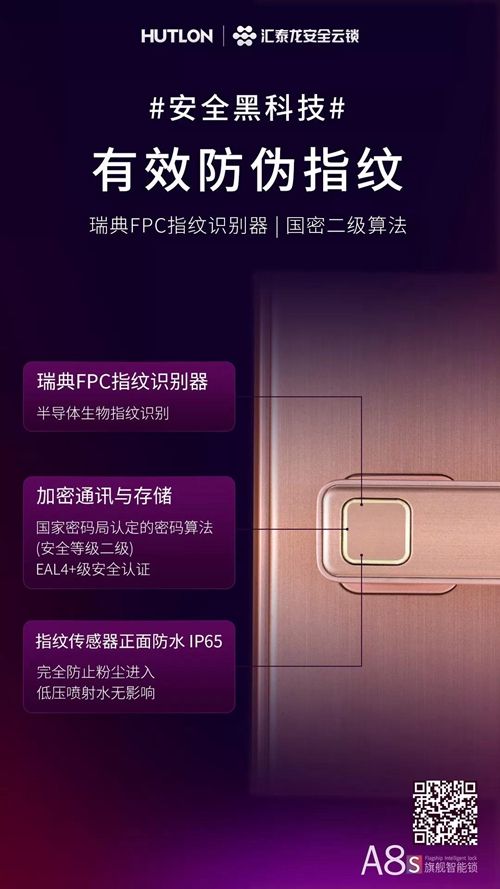 HUTLON | 汇泰龙安全云锁
#安全黑科技#
有效防伪指纹
瑞典FPC指纹识别器 | 国密二级算法
瑞典FPC指纹识别器
半导体生物指纹识别
加密通讯与存储
国家密码局认定的密码算法
(安全等级二级)
EAL4+级安全认证
指纹传感器正面防水 IP65
完全防止粉尘进入
低压喷射水无影响
A8s
Flagship Intelligent lock
旗舰智能锁